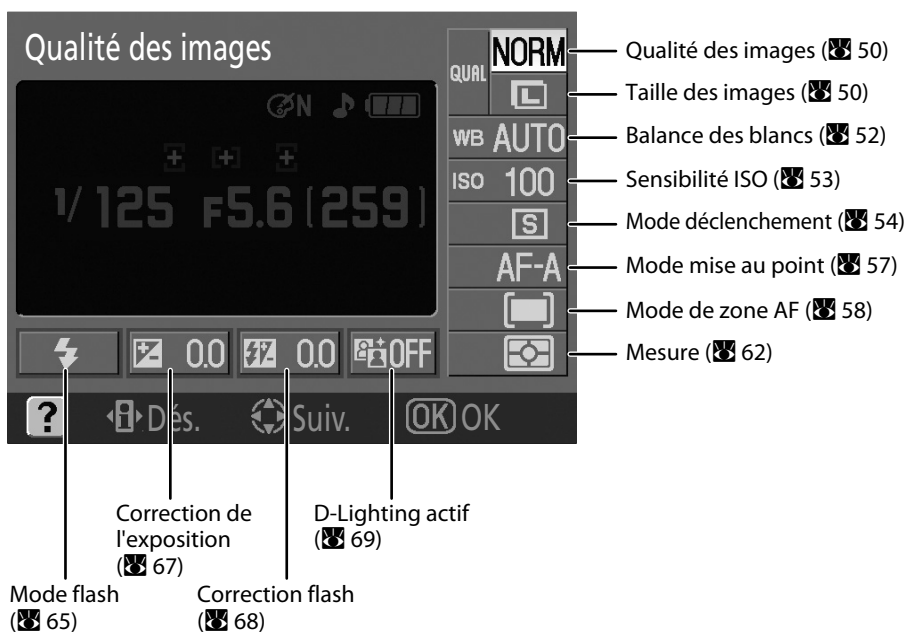 Qualité des images
QUAL NORM
L
WB AUTO
ISO 100
S
AF-A
N
1/125 F5.6 [259]
0.0
0.0
OFF
? Dés. Suiv. OK OK
Qualité des images (50)
Taille des images (50)
Balance des blancs (52)
Sensibilité ISO (53)
Mode déclenchement (54)
Mode mise au point (57)
Mode de zone AF (58)
Mesure (62)
Correction de
l'exposition
(67)
D-Lighting actif
(69)
Mode flash
(65)
Correction flash
(68)